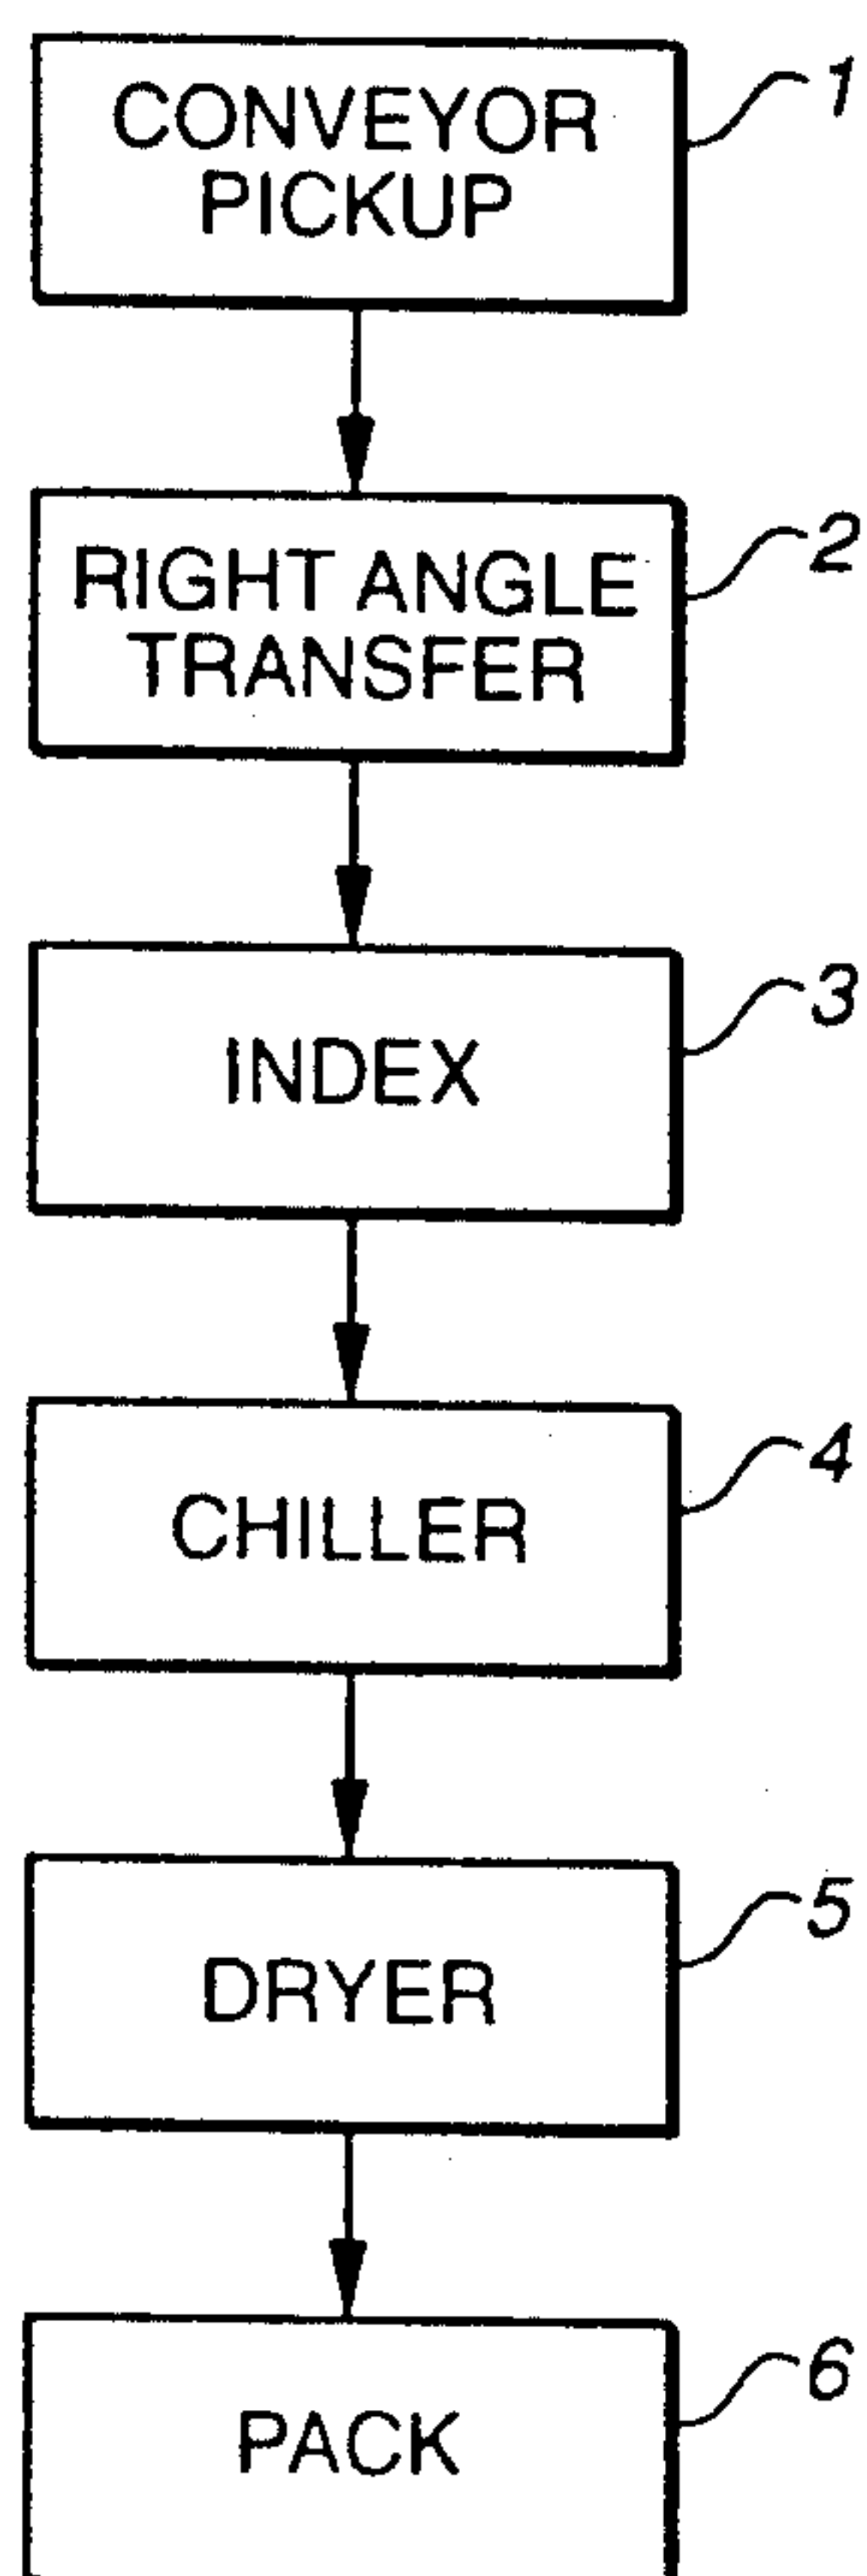 CONVEYOR
PICKUP
1
RIGHT ANGLE
TRANSFER
2
INDEX
3
CHILLER
4
DRYER
5
PACK
6